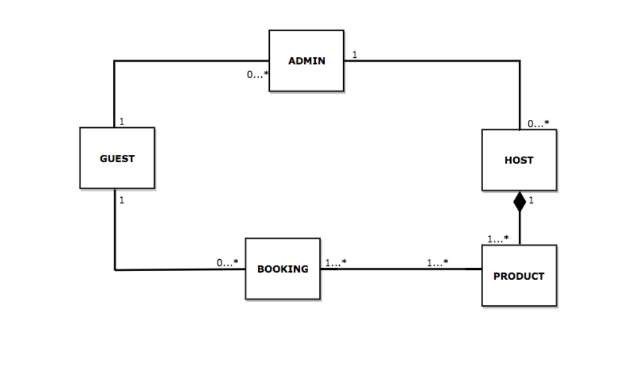 ADMIN
1
0...*
1
0...*
GUEST
HOST
1
1
1...*
0...*
BOOKING
1...*
1...*
PRODUCT